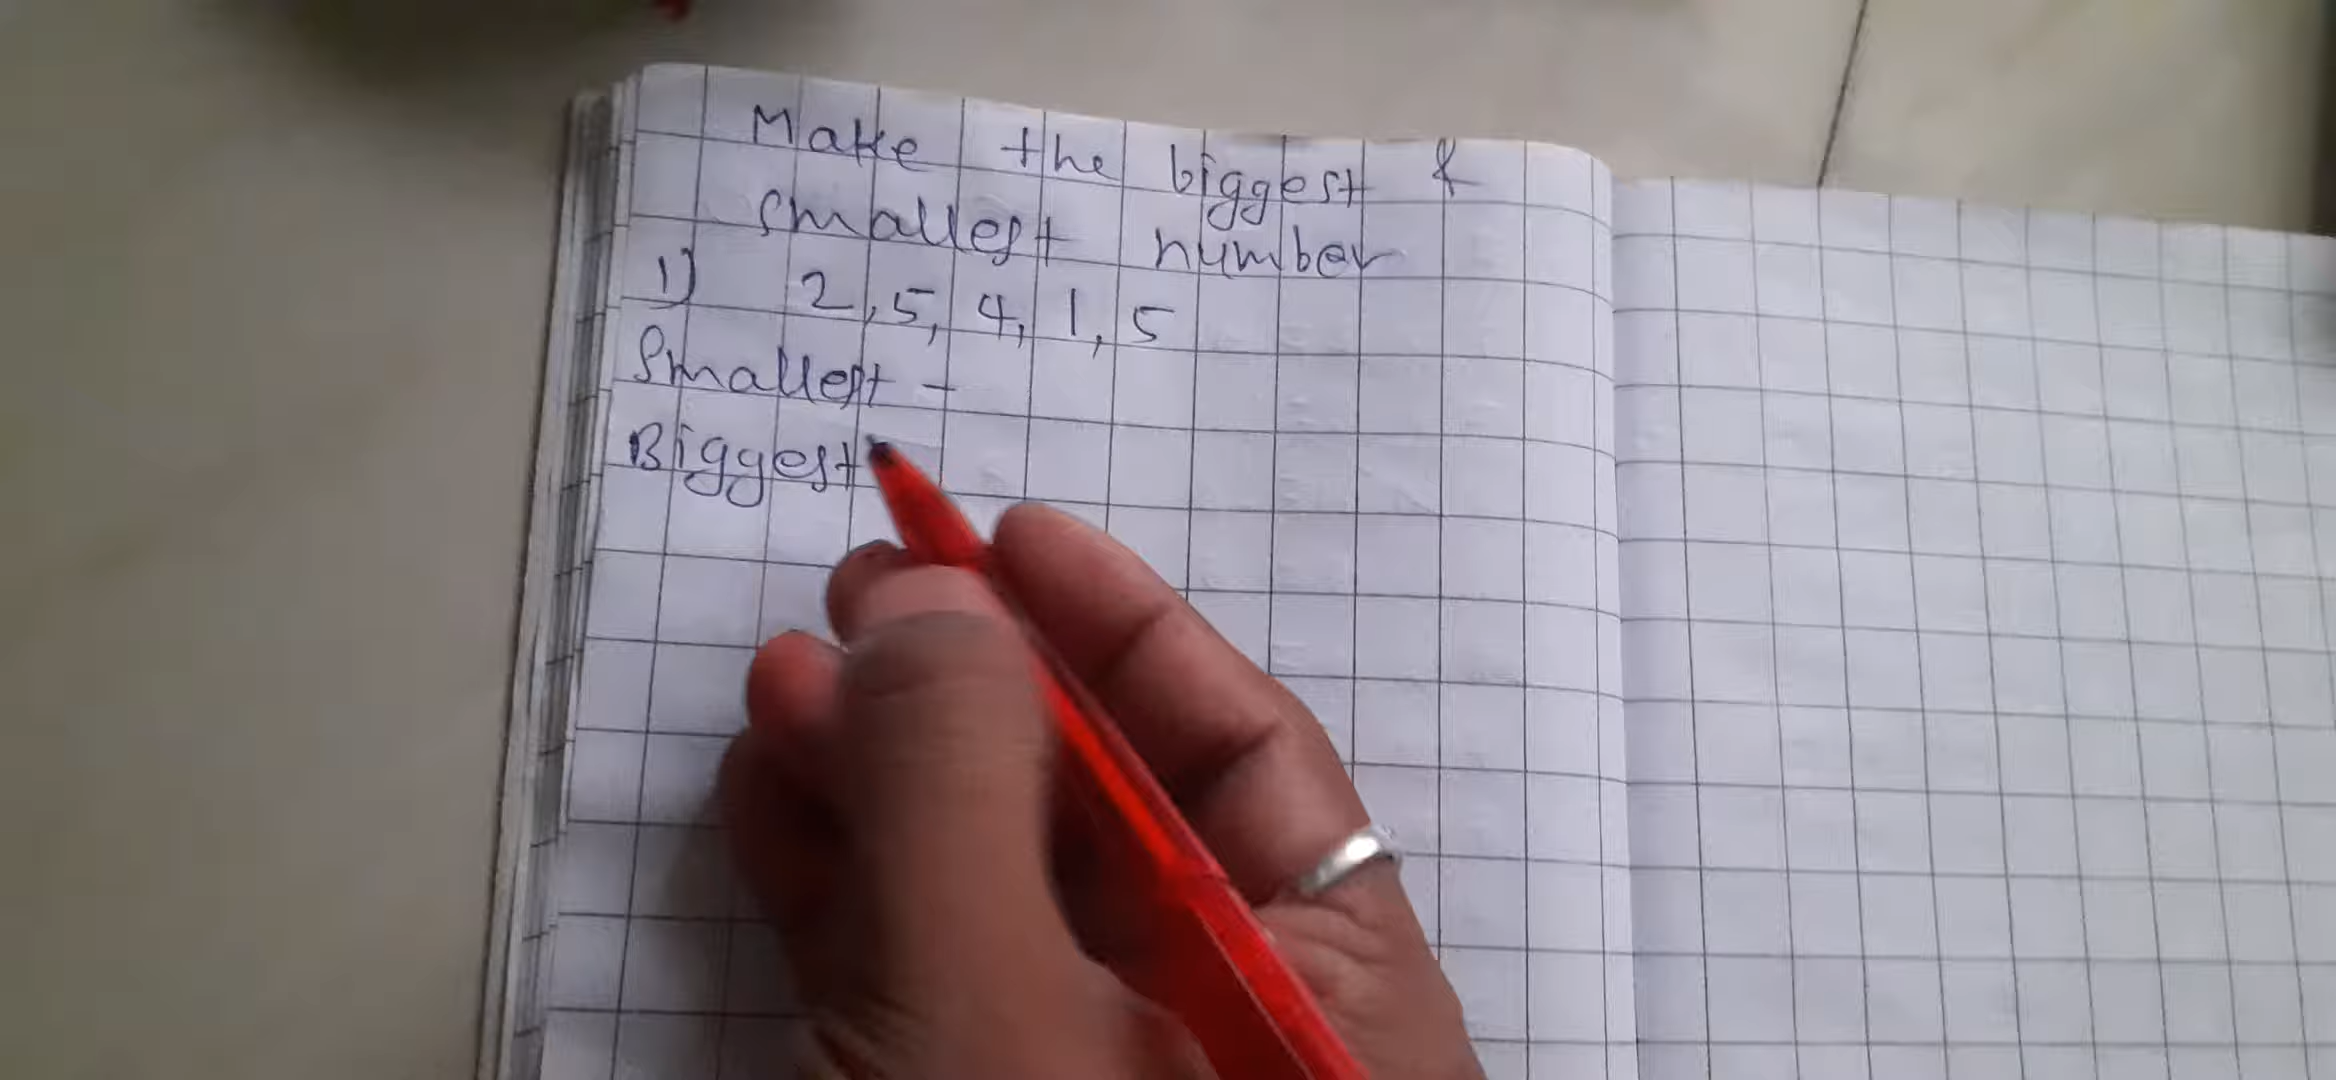 Make the biggest &
smallest number
1) 2, 5, 4, 1, 5
Smallest -
Biggest